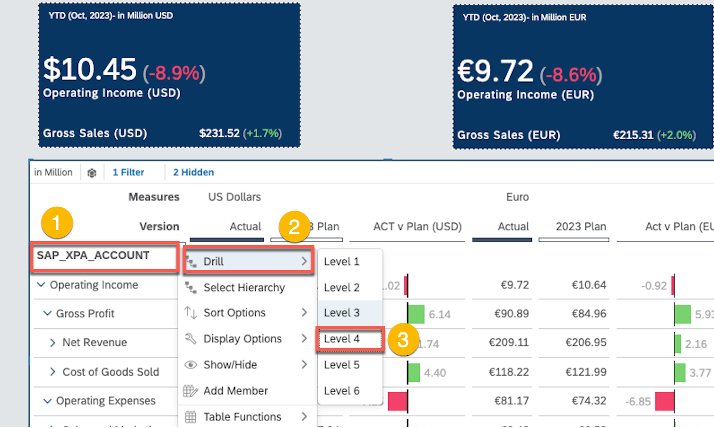 YTD (Oct, 2023)- in Million USD
$10.45 (-8.9%)
Operating Income (USD)
Gross Sales (USD) $231.52 (+1.7%)
YTD (Oct, 2023)- in Million EUR
€9.72 (-8.6%)
Operating Income (EUR)
Gross Sales (EUR) €215.31 (+2.0%)
in Million 1 Filter 2 Hidden
Measures US Dollars Euro
1 2
Version Actual Plan ACT v Plan (USD) Actual 2023 Plan Act v Plan (EU
SAP_XPA_ACCOUNT
Drill Level 1
Operating Income Select Hierarchy Level 2 .02 €9.72 €10.64 -0.92
Gross Profit Sort Options Level 3 6.14 €90.89 €84.96 5.93
Net Revenue Display Options Level 4 3 1.74 €209.11 €206.95 2.16
Cost of Goods Sold Show/Hide Level 5 4.40 €118.22 €121.99 3.77
Add Member Level 6
Operating Expenses €81.17 €74.32 -6.85
Table Functions